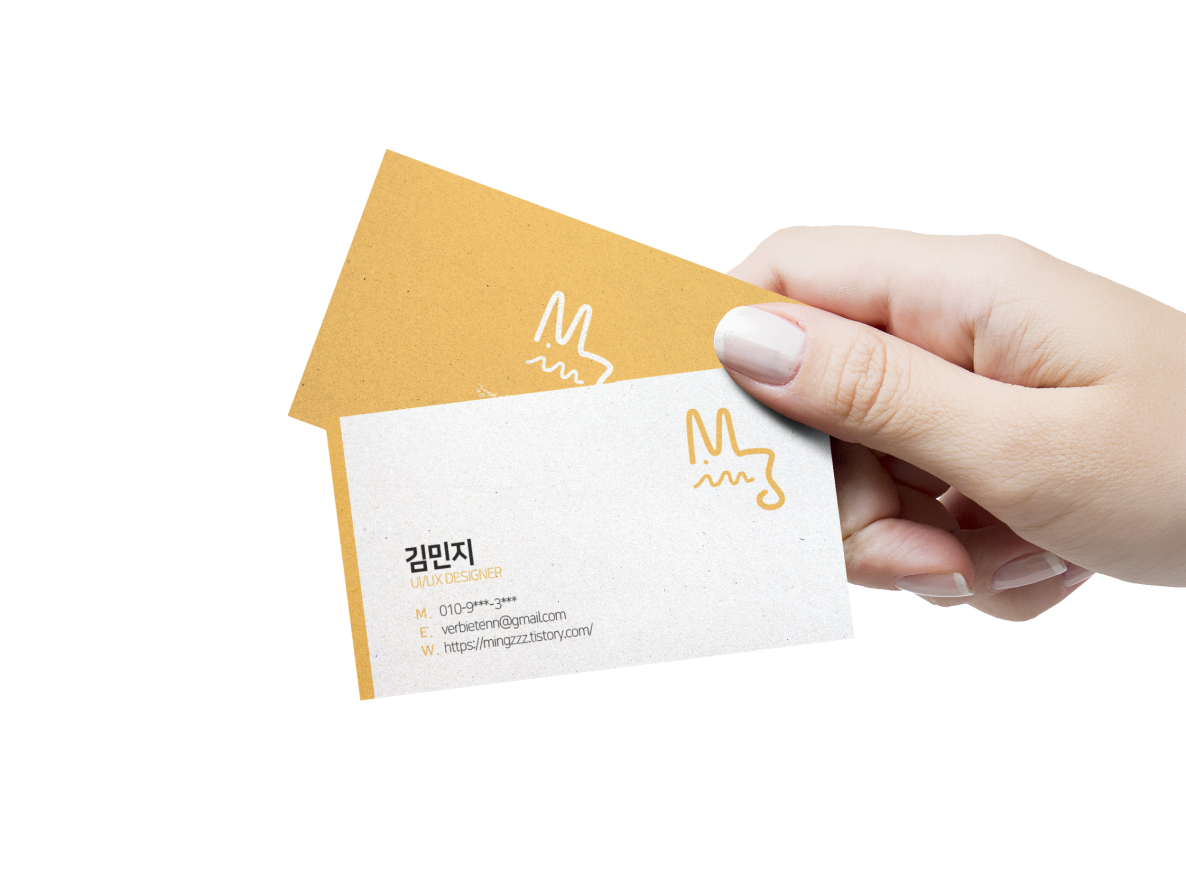 김민지
UI/UX DESIGNER
M. 010-9***-3***
E. verbietenn@gmail.com
W. https://mingzzz.tistory.com/